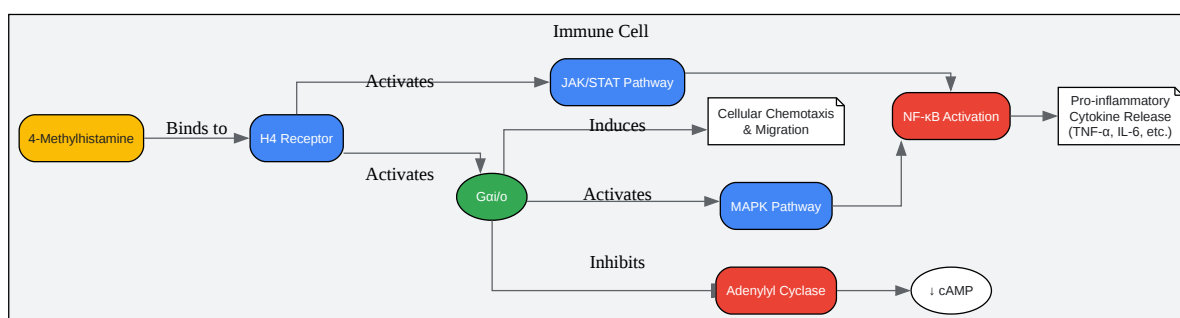 Immune Cell
4-Methylhistamine
Binds to
H4 Receptor
Activates
JAK/STAT Pathway
Activates
Gαi/o
Induces
Cellular Chemotaxis
& Migration
Activates
MAPK Pathway
NF-κB Activation
Pro-inflammatory
Cytokine Release
(TNF-α, IL-6, etc.)
Inhibits
Adenylyl Cyclase
↓ cAMP